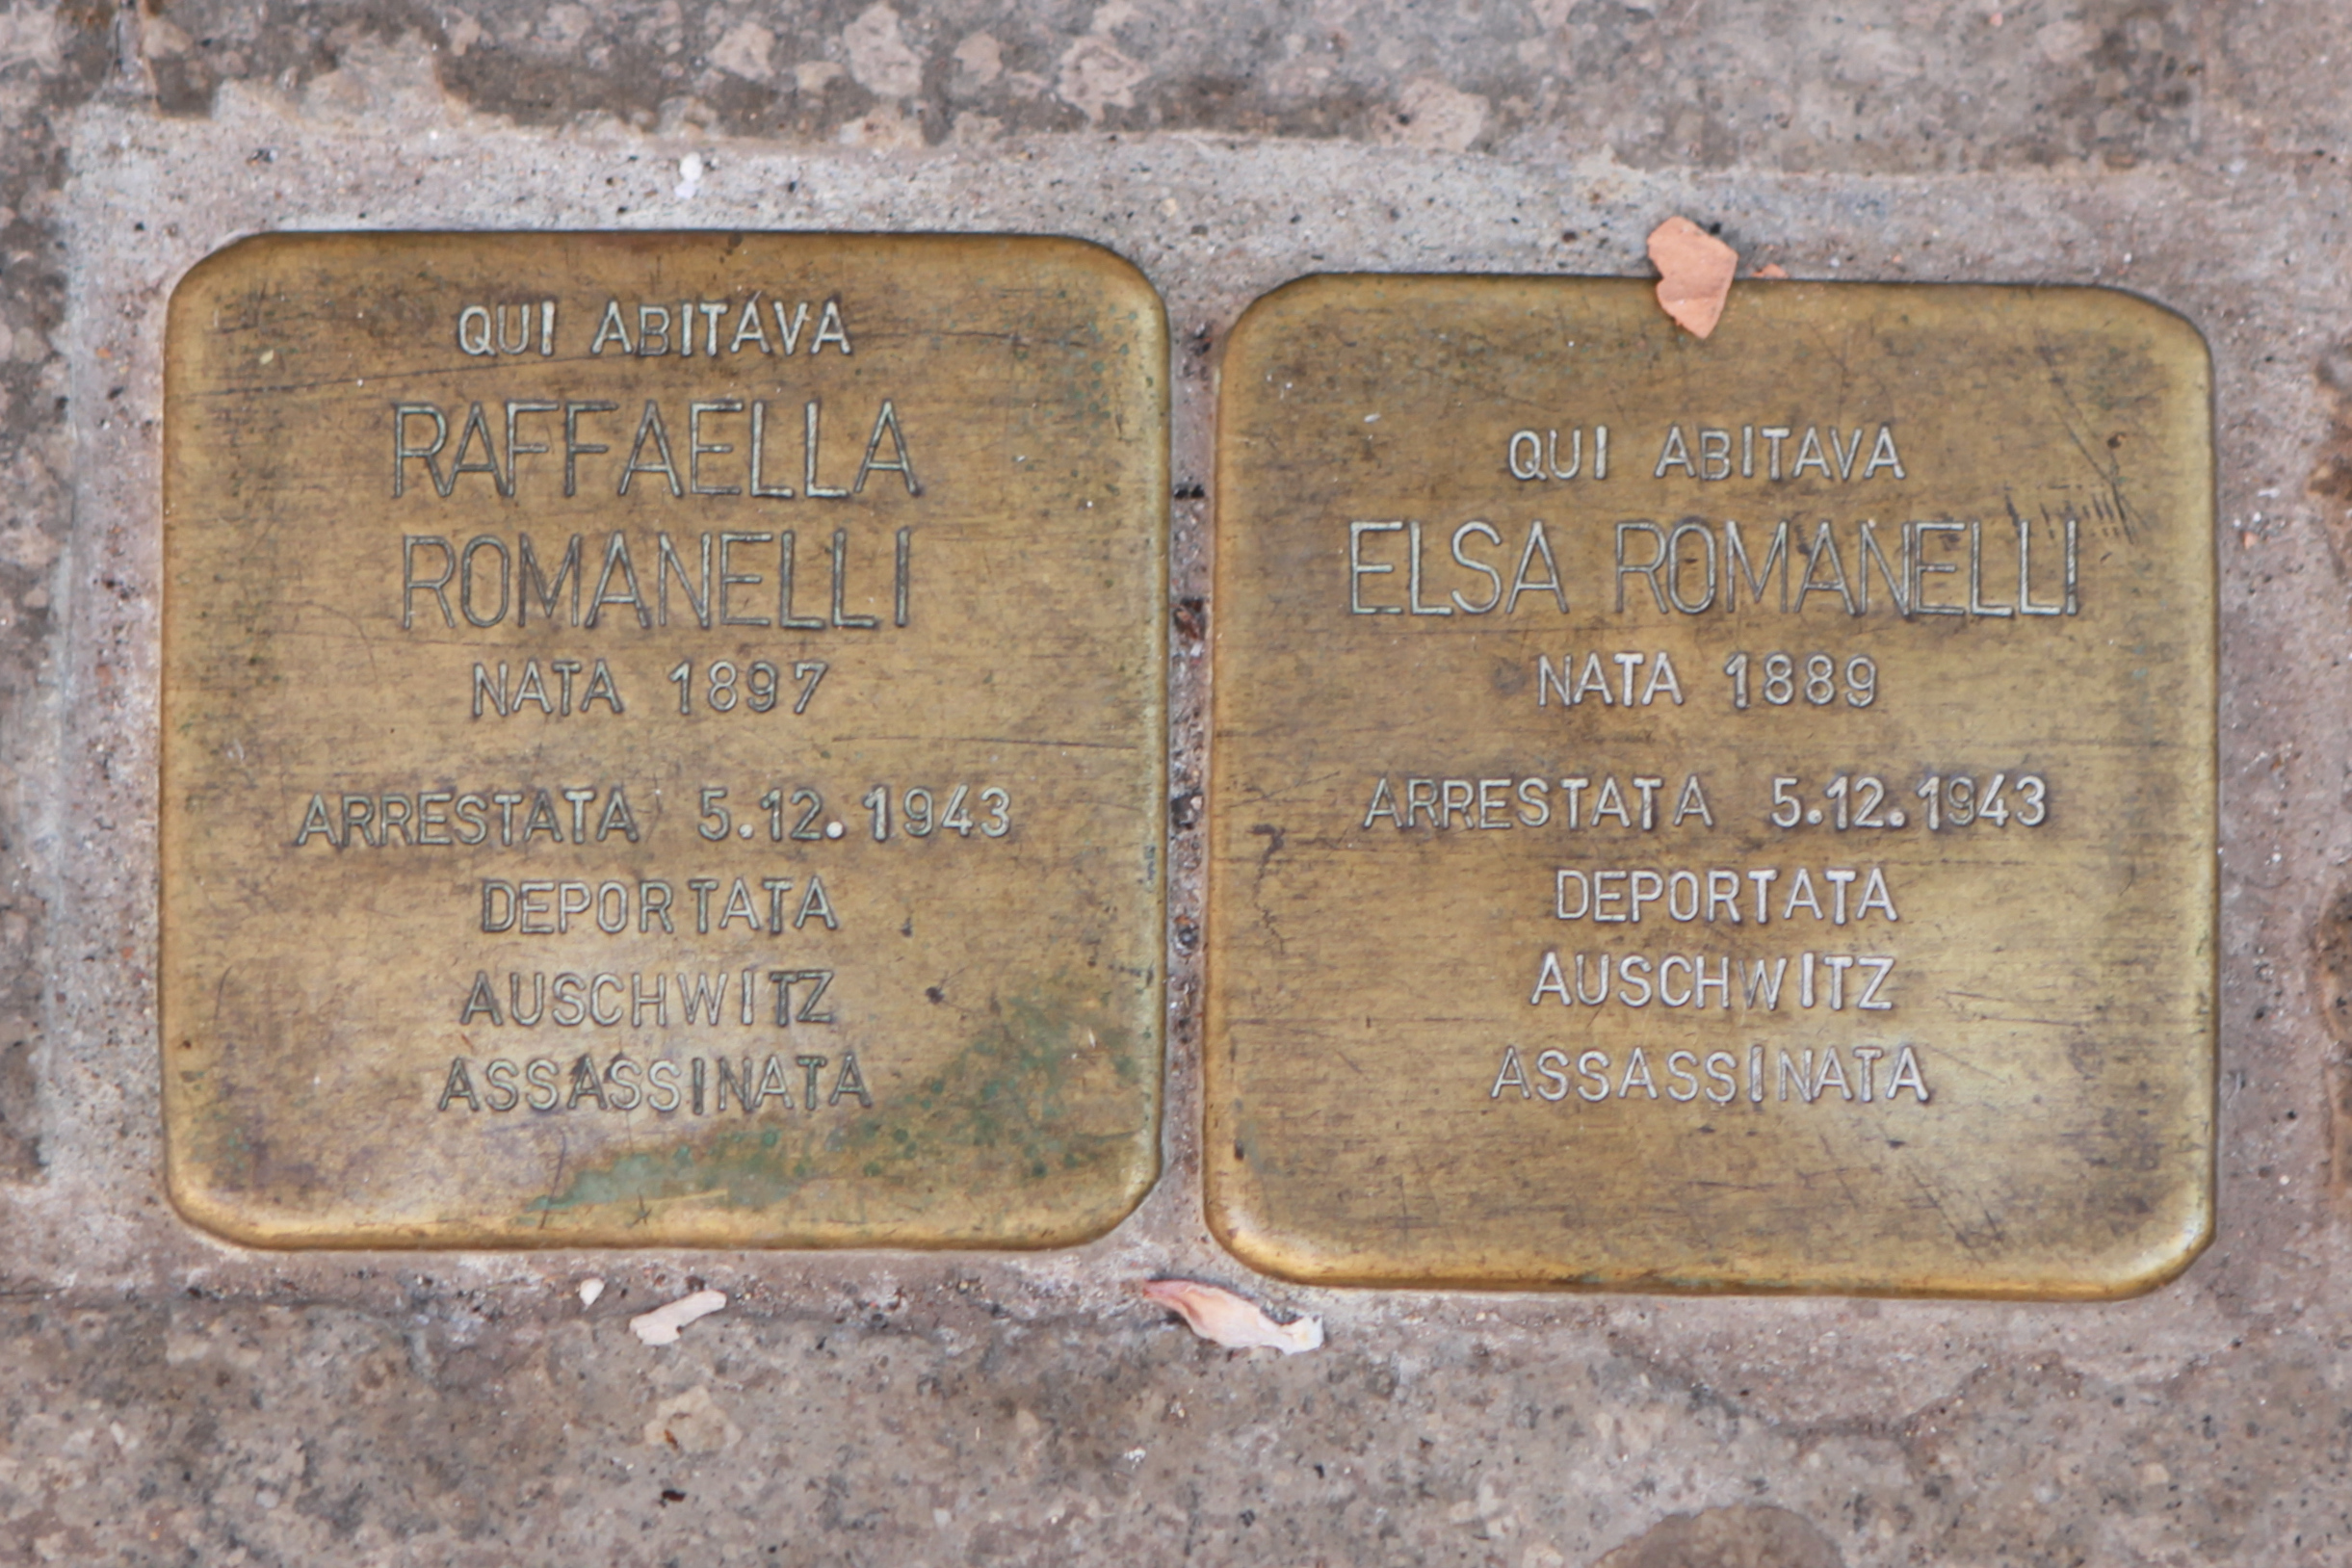 QUI ABITAVA
RAFFAELLA
ROMANELLI
NATA 1897
ARRESTATA 5.12.1943
DEPORTATA
AUSCHWITZ
ASSASSINATA
QUI ABITAVA
ELSA ROMANELLI
NATA 1889
ARRESTATA 5.12.1943
DEPORTATA
AUSCHWITZ
ASSASSINATA